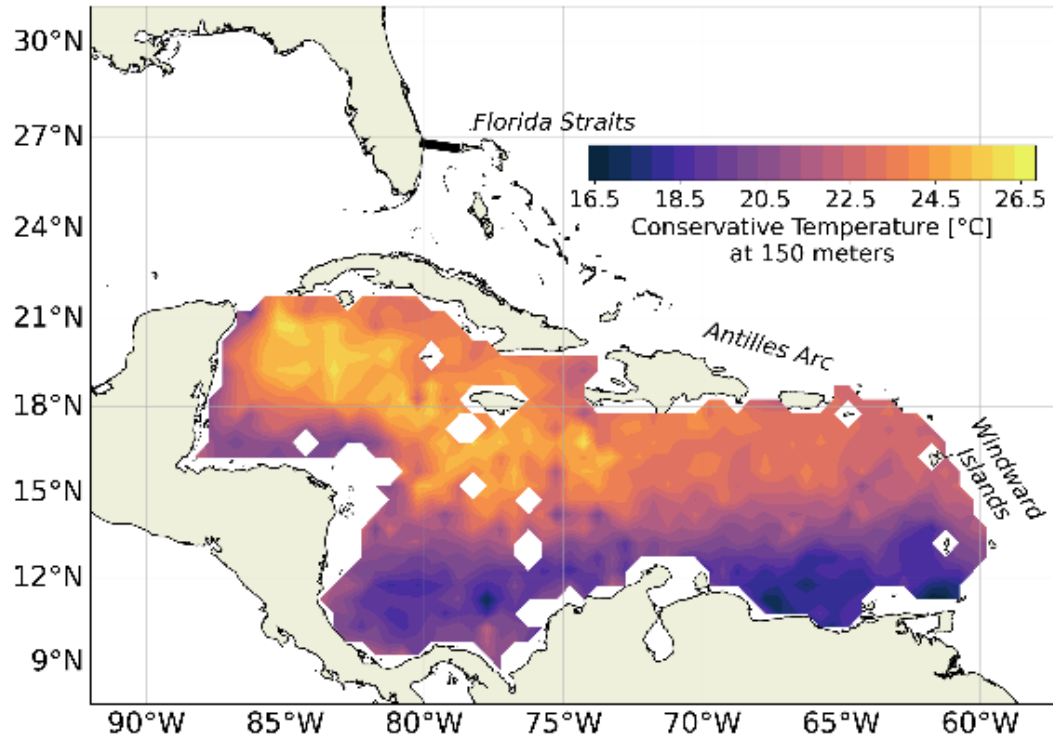 30°N
27°N
24°N
21°N
18°N
15°N
12°N
9°N
Florida Straits
16.5 18.5 20.5 22.5 24.5 26.5
Conservative Temperature [°C]
at 150 meters
Antilles Arc
Windward
Islands
90°W 85°W 80°W 75°W 70°W 65°W 60°W